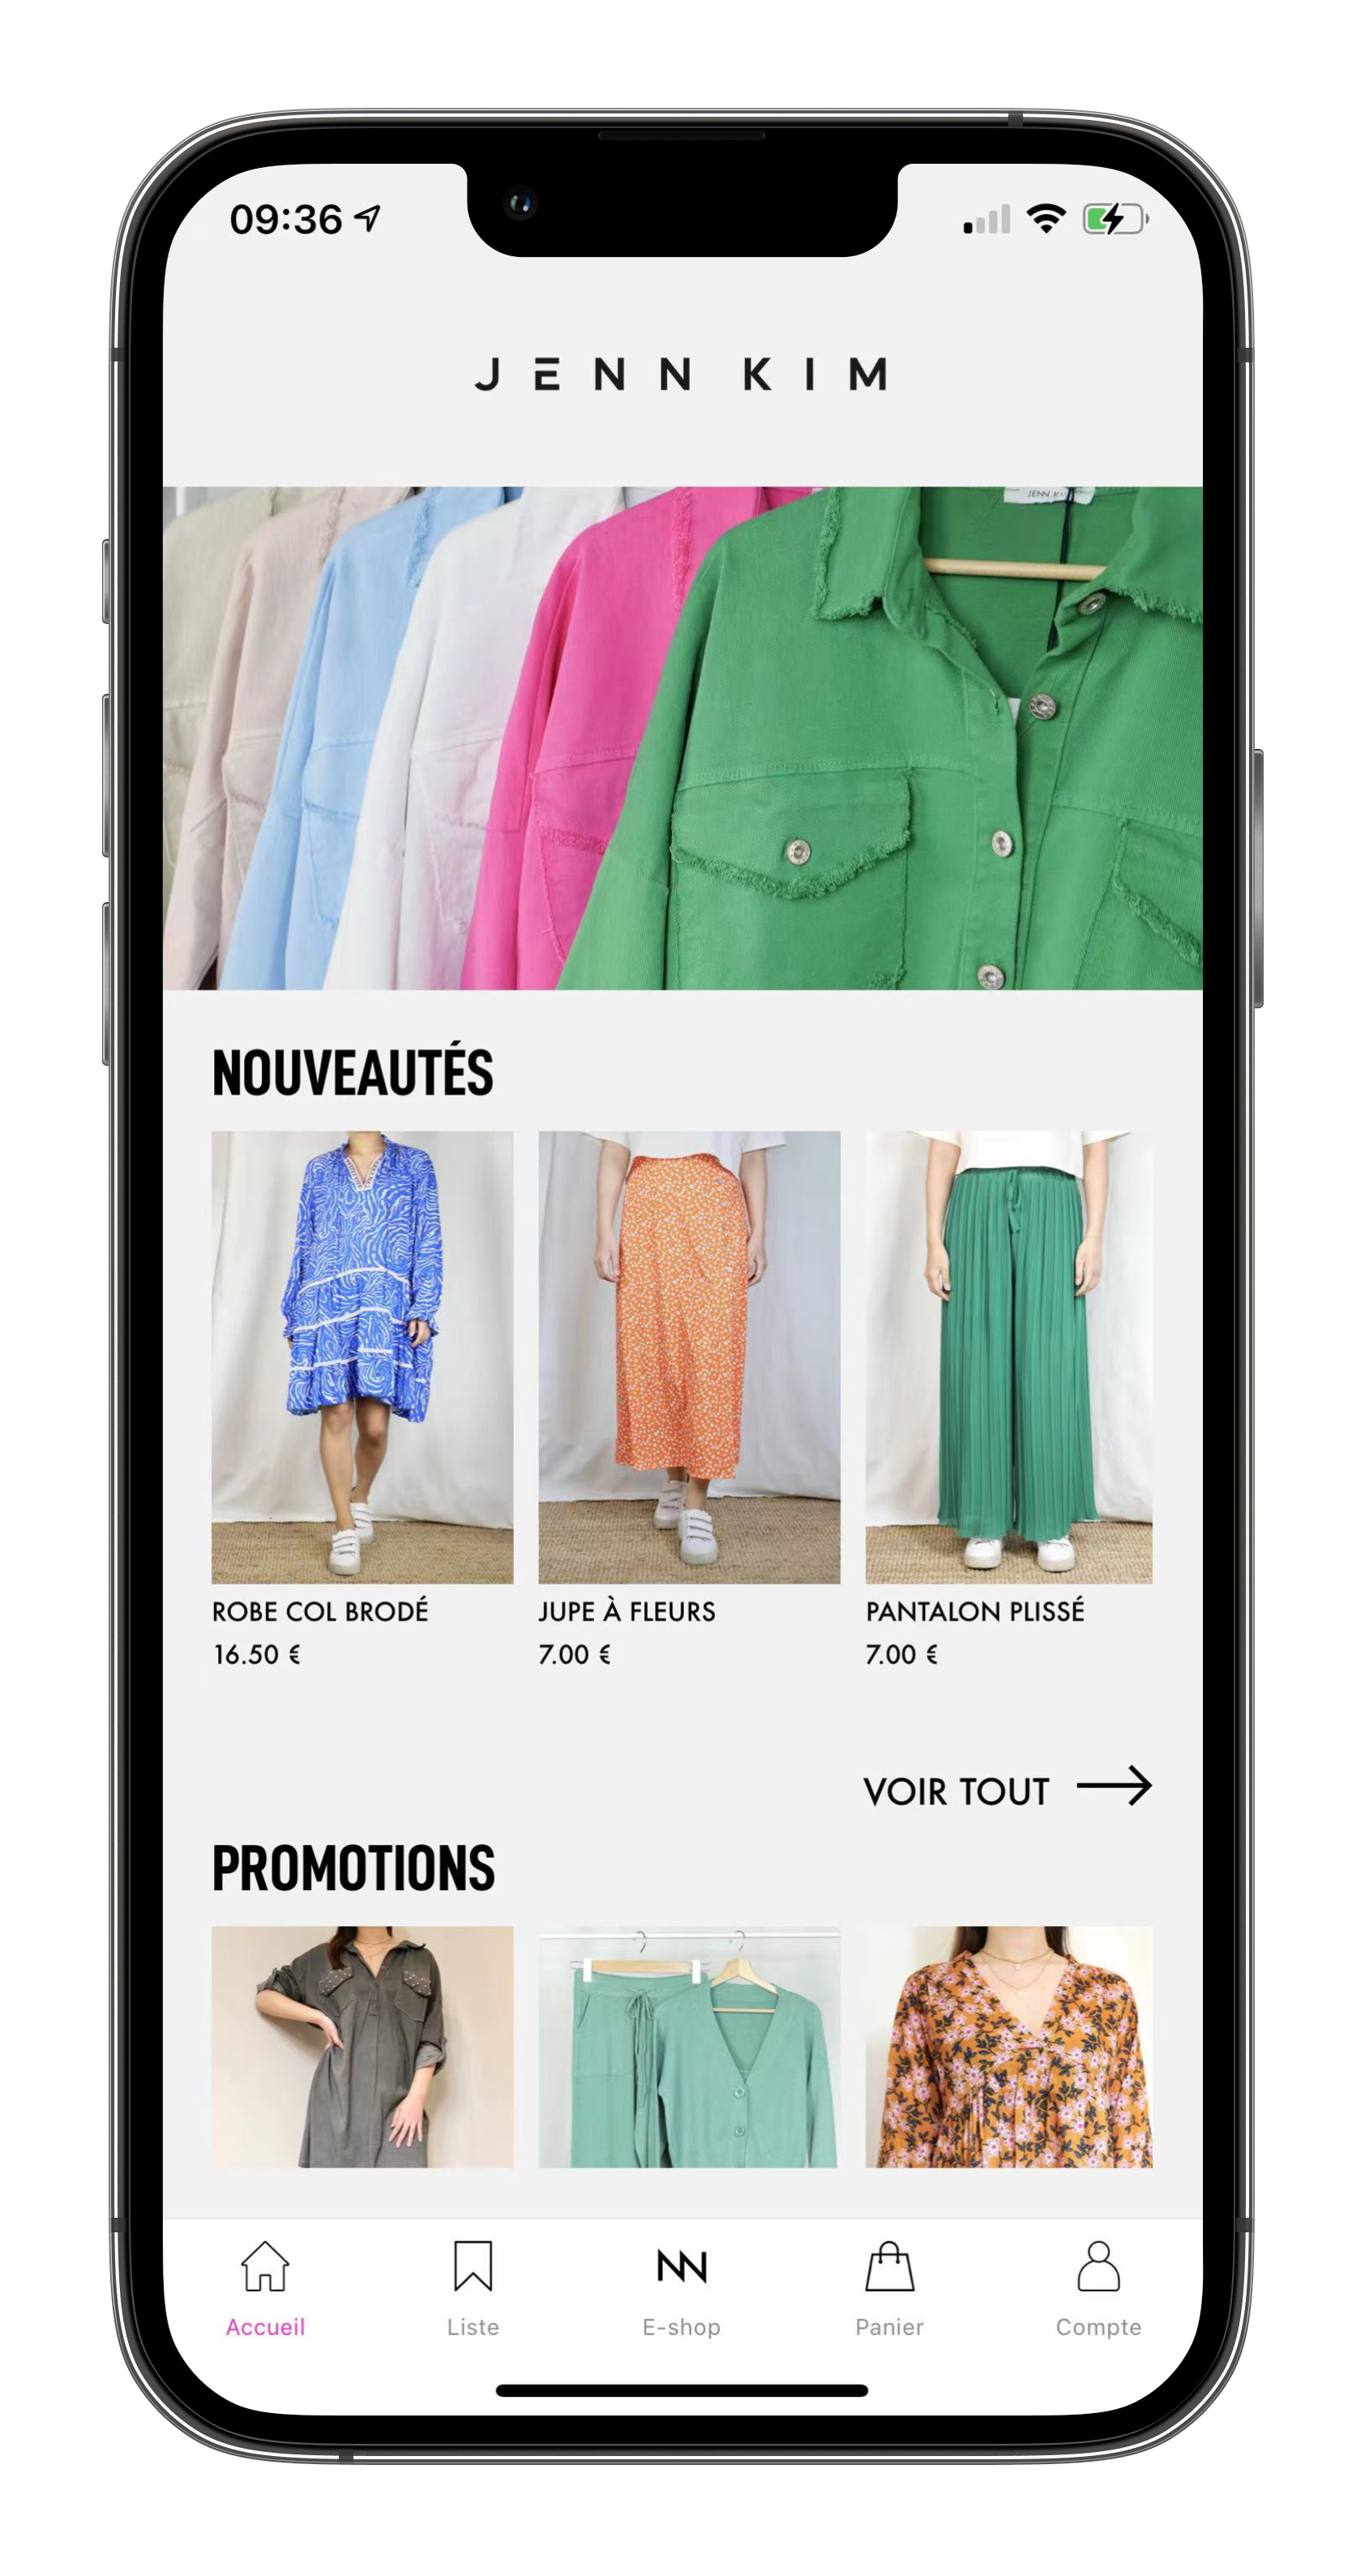 09:36
JENN KIM
NOUVEAUTÉS
ROBE COL BRODÉ
16.50 €
JUPE À FLEURS
7.00 €
PANTALON PLISSÉ
7.00 €
VOIR TOUT
PROMOTIONS
Accueil
Liste
E-shop
Panier
Compte